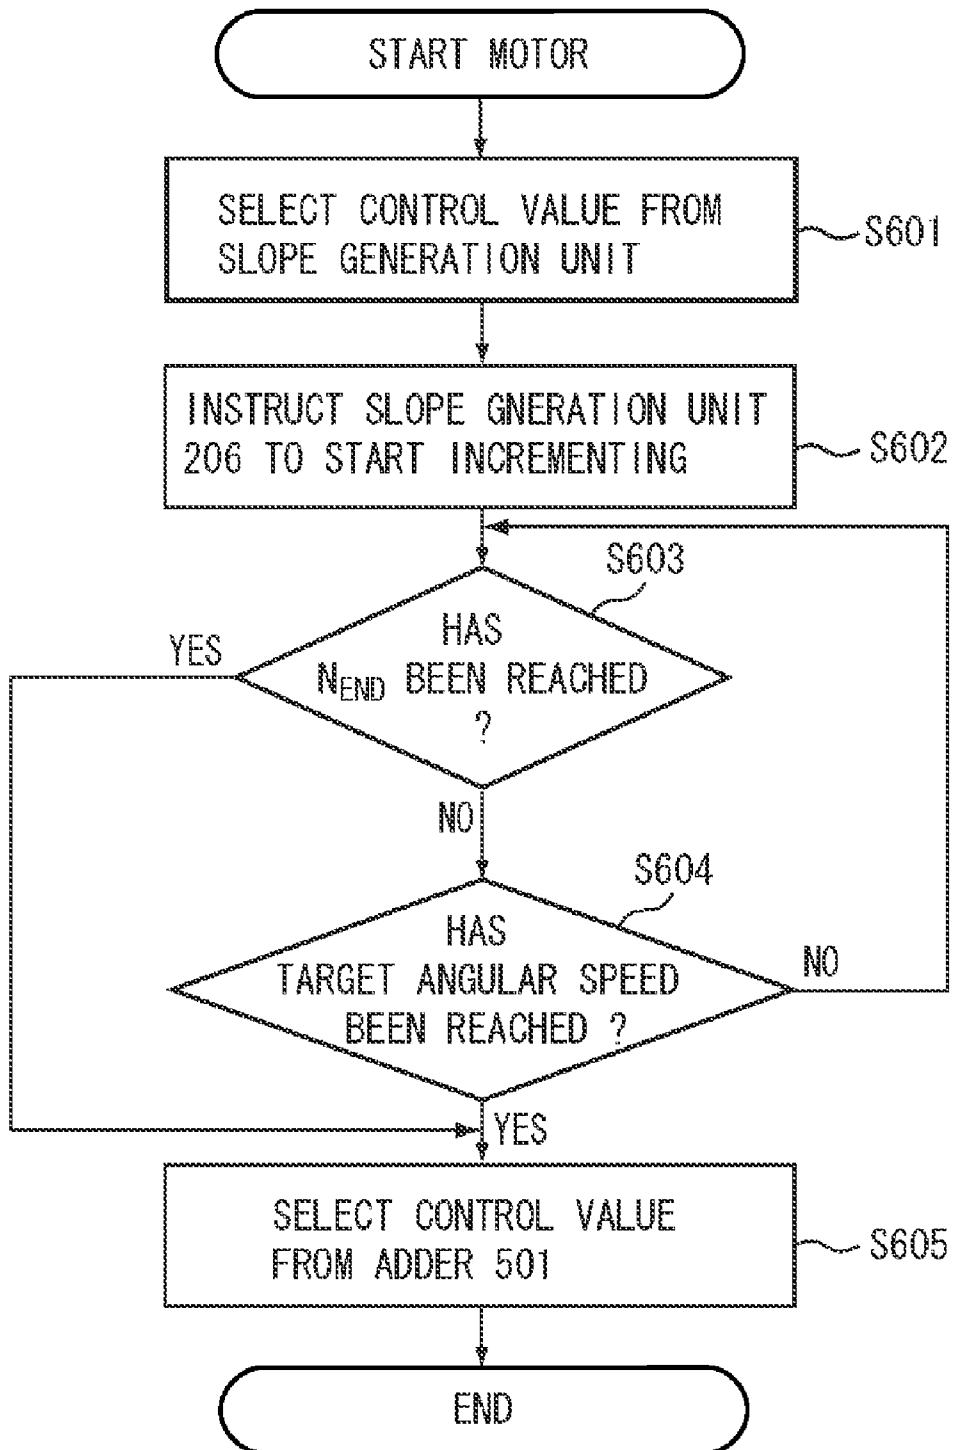 START MOTOR
SELECT CONTROL VALUE FROM
SLOPE GENERATION UNIT
S601
INSTRUCT SLOPE GNERATION UNIT
206 TO START INCREMENTING
S602
S603
HAS
NEND BEEN REACHED
?
YES
NO
S604
HAS
TARGET ANGULAR SPEED
BEEN REACHED ?
NO
YES
SELECT CONTROL VALUE
FROM ADDER 501
S605
END